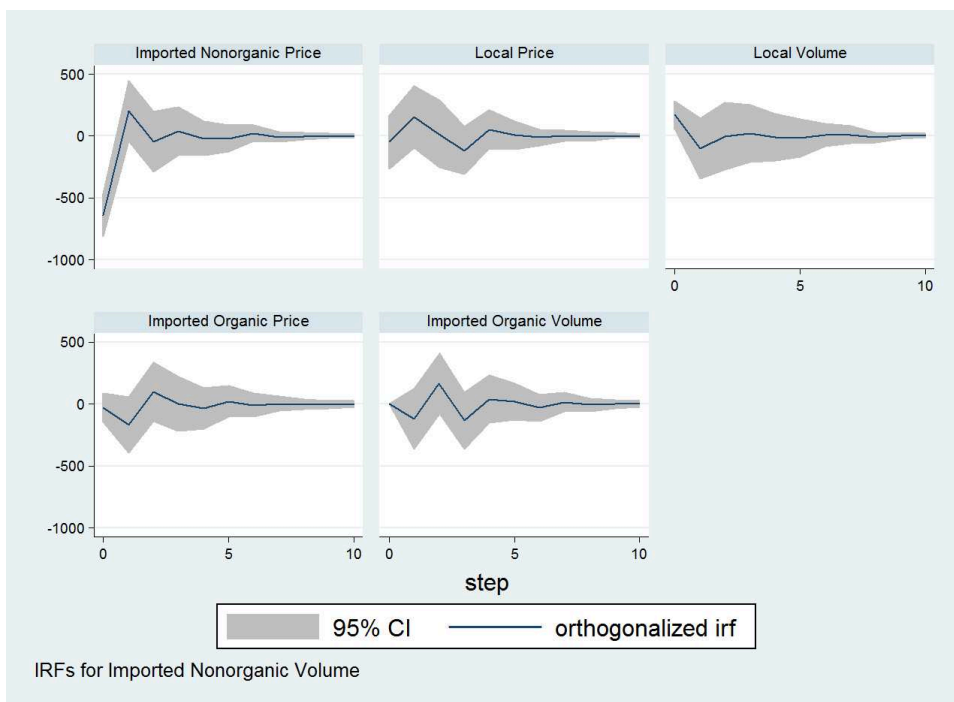 Imported Nonorganic Price
Local Price
Local Volume
500
0
-500
-1000
0 5 10
Imported Organic Price
Imported Organic Volume
500
0
-500
-1000
0 5 10
0 5 10
step
95% CI
orthogonalized irf
IRFs for Imported Nonorganic Volume